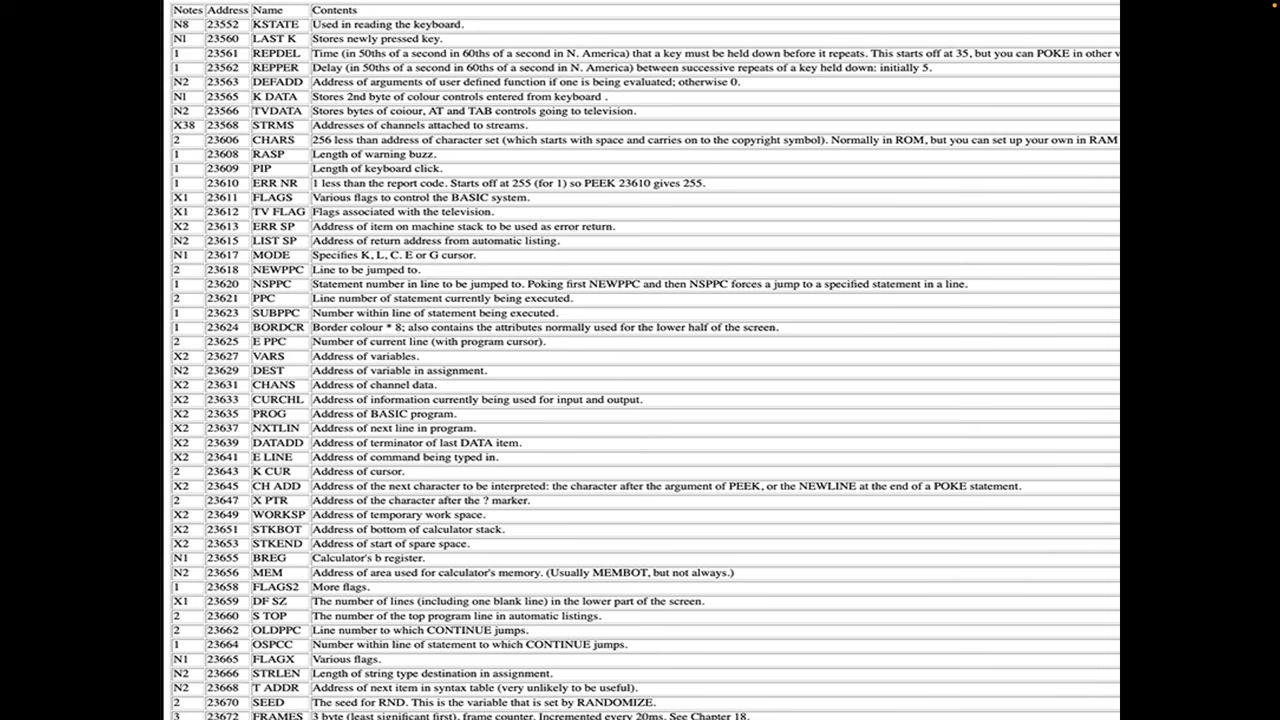 Notes Address Name Contents
N8 23552 KSTATE Used in reading the keyboard.
N1 23560 LAST K Stores newly pressed key.
1 23561 REPDEL Time (in 50ths of a second in 60ths of a second in N. America) that a key must be held down before it repeats. This starts off at 35, but you can POKE in other v
1 23562 REPPER Delay (in 50ths of a second in 60ths of a second in N. America) between successive repeats of a key held down: initially 5.
N2 23563 DEFADD Address of arguments of user defined function if one is being evaluated; otherwise 0.
N1 23565 K DATA Stores 2nd byte of colour controls entered from keyboard .
N2 23566 TVDATA Stores bytes of coiour, AT and TAB controls going to television.
X38 23568 STRMS Addresses of channels attached to streams.
2 23606 CHARS 256 less than address of character set (which starts with space and carries on to the copyright symbol). Normally in ROM, but you can set up your own in RAM
1 23608 RASP Length of warning buzz.
1 23609 PIP Length of keyboard click.
1 23610 ERR NR 1 less than the report code. Starts off at 255 (for 1) so PEEK 23610 gives 255.
X1 23611 FLAGS Various flags to control the BASIC system.
X1 23612 TV FLAG Flags associated with the television.
X2 23613 ERR SP Address of item on machine stack to be used as error return.
N2 23615 LIST SP Address of return address from automatic listing.
N1 23617 MODE Specifies K, L, C. E or G cursor.
2 23618 NEWPPC Line to be jumped to.
1 23620 NSPPC Statement number in line to be jumped to. Poking first NEWPPC and then NSPPC forces a jump to a specified statement in a line.
2 23621 PPC Line number of statement currently being executed.
1 23623 SUBPPC Number within line of statement being executed.
1 23624 BORDCR Border colour * 8; also contains the attributes normally used for the lower half of the screen.
2 23625 E PPC Number of current line (with program cursor).
X2 23627 VARS Address of variables.
N2 23629 DEST Address of variable in assignment.
X2 23631 CHANS Address of channel data.
X2 23633 CURCHL Address of information currently being used for input and output.
X2 23635 PROG Address of BASIC program.
X2 23637 NXTLIN Address of next line in program.
X2 23639 DATADD Address of terminator of last DATA item.
X2 23641 E LINE Address of command being typed in.
2 23643 K CUR Address of cursor.
X2 23645 CH ADD Address of the next character to be interpreted: the character after the argument of PEEK, or the NEWLINE at the end of a POKE statement.
2 23647 X PTR Address of the character after the ? marker.
X2 23649 WORKSP Address of temporary work space.
X2 23651 STKBOT Address of bottom of calculator stack.
X2 23653 STKEND Address of start of spare space.
N1 23655 BREG Calculator's b register.
N2 23656 MEM Address of area used for calculator's memory. (Usually MEMBOT, but not always.)
1 23658 FLAGS2 More flags.
X1 23659 DF SZ The number of lines (including one blank line) in the lower part of the screen.
2 23660 S TOP The number of the top program line in automatic listings.
2 23662 OLDPPC Line number to which CONTINUE jumps.
1 23664 OSPCC Number within line of statement to which CONTINUE jumps.
N1 23665 FLAGX Various flags.
N2 23666 STRLEN Length of string type destination in assignment.
N2 23668 T ADDR Address of next item in syntax table (very unlikely to be useful).
2 23670 SEED The seed for RND. This is the variable that is set by RANDOMIZE.
3 23672 FRAMES 3 byte (least significant first), frame counter. Incremented every 20ms. See Chapter 18.